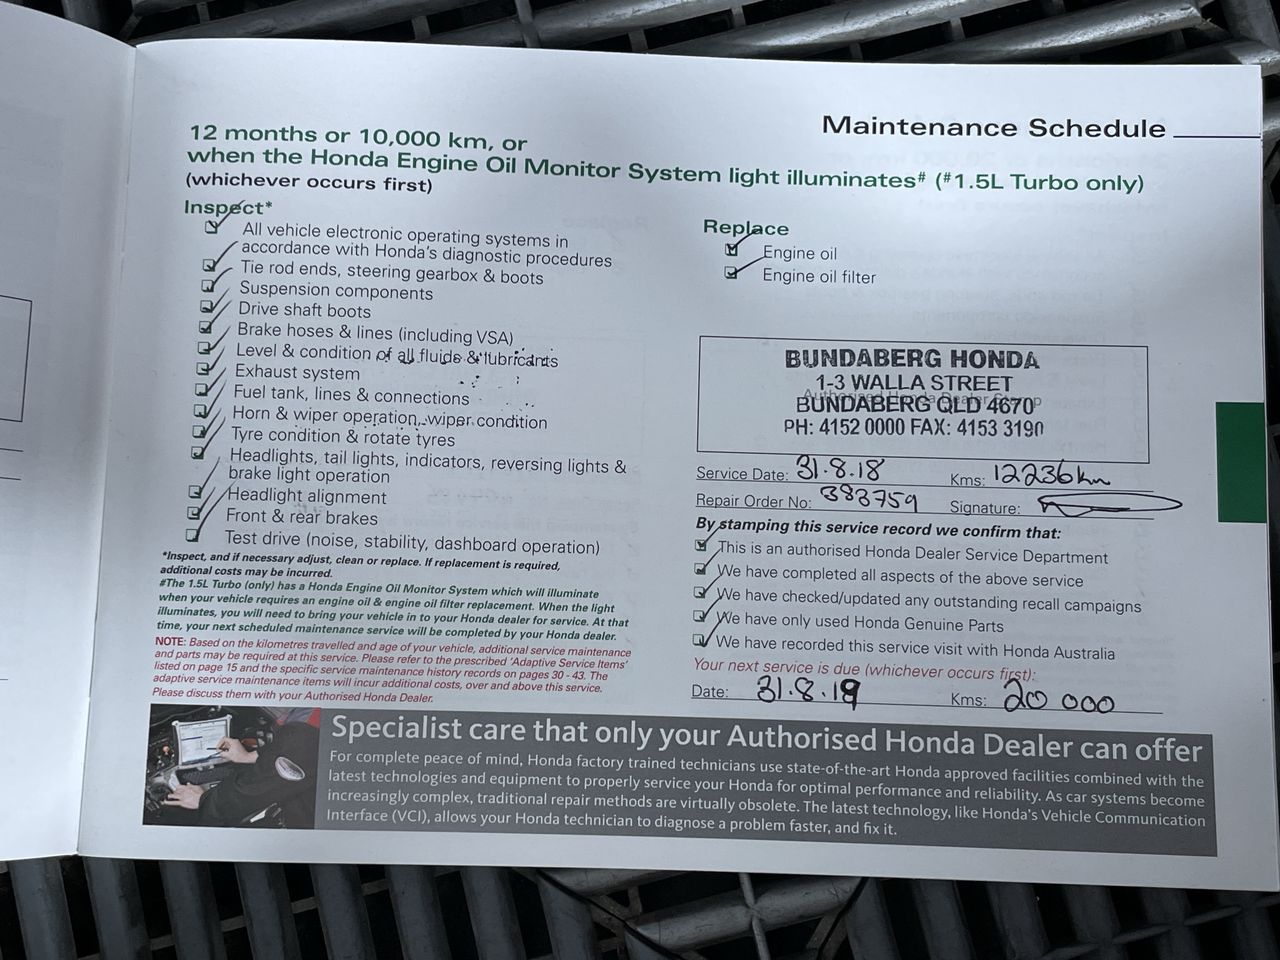 Maintenance Schedule
12 months or 10,000 km, or
when the Honda Engine Oil Monitor System light illuminates# (#1.5L Turbo only)
(whichever occurs first)
Inspect*
All vehicle electronic operating systems in
accordance with Honda's diagnostic procedures
Tie rod ends, steering gearbox & boots
Suspension components
Drive shaft boots
Brake hoses & lines (including VSA)
Level & condition of all fluids & lubricants
Exhaust system
Fuel tank, lines & connections
Horn & wiper operation, wiper condition
Tyre condition & rotate tyres
Headlights, tail lights, indicators, reversing lights &
brake light operation
Headlight alignment
Front & rear brakes
Test drive (noise, stability, dashboard operation)
*Inspect, and if necessary adjust, clean or replace. If replacement is required,
additional costs may be incurred.
#The 1.5L Turbo (only) has a Honda Engine Oil Monitor System which will illuminate
when your vehicle requires an engine oil & engine oil filter replacement. When the light
illuminates, you will need to bring your vehicle in to your Honda dealer for service. At that
time, your next scheduled maintenance service will be completed by your Honda dealer.
NOTE: Based on the kilometres travelled and age of your vehicle, additional service maintenance
and parts may be required at this service. Please refer to the prescribed 'Adaptive Service Items'
listed on page 15 and the specific service maintenance history records on pages 30 - 43. The
adaptive service maintenance items will incur additional costs, over and above this service.
Please discuss them with your Authorised Honda Dealer.
Replace
Engine oil
Engine oil filter
BUNDABERG HONDA
1-3 WALLA STREET
Authorised Honda Dealer Stamp
BUNDABERG QLD 4670
PH: 4152 0000 FAX: 4153 3190
Service Date: 31.8.18 Kms: 12236km
Repair Order No: 383759 Signature:
By stamping this service record we confirm that:
This is an authorised Honda Dealer Service Department
We have completed all aspects of the above service
We have checked/updated any outstanding recall campaigns
We have only used Honda Genuine Parts
We have recorded this service visit with Honda Australia
Your next service is due (whichever occurs first):
Date: 31.8.19 Kms: 20 000
Specialist care that only your Authorised Honda Dealer can offer
For complete peace of mind, Honda factory trained technicians use state-of-the-art Honda approved facilities combined with the
latest technologies and equipment to properly service your Honda for optimal performance and reliability. As car systems become
increasingly complex, traditional repair methods are virtually obsolete. The latest technology, like Honda's Vehicle Communication
Interface (VCI), allows your Honda technician to diagnose a problem faster, and fix it.